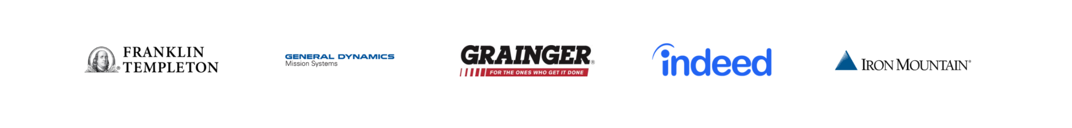 FRANKLIN
TEMPLETON
GENERAL DYNAMICS
Mission Systems
GRAINGER
FOR THE ONES WHO GET IT DONE
indeed
IRON MOUNTAIN®